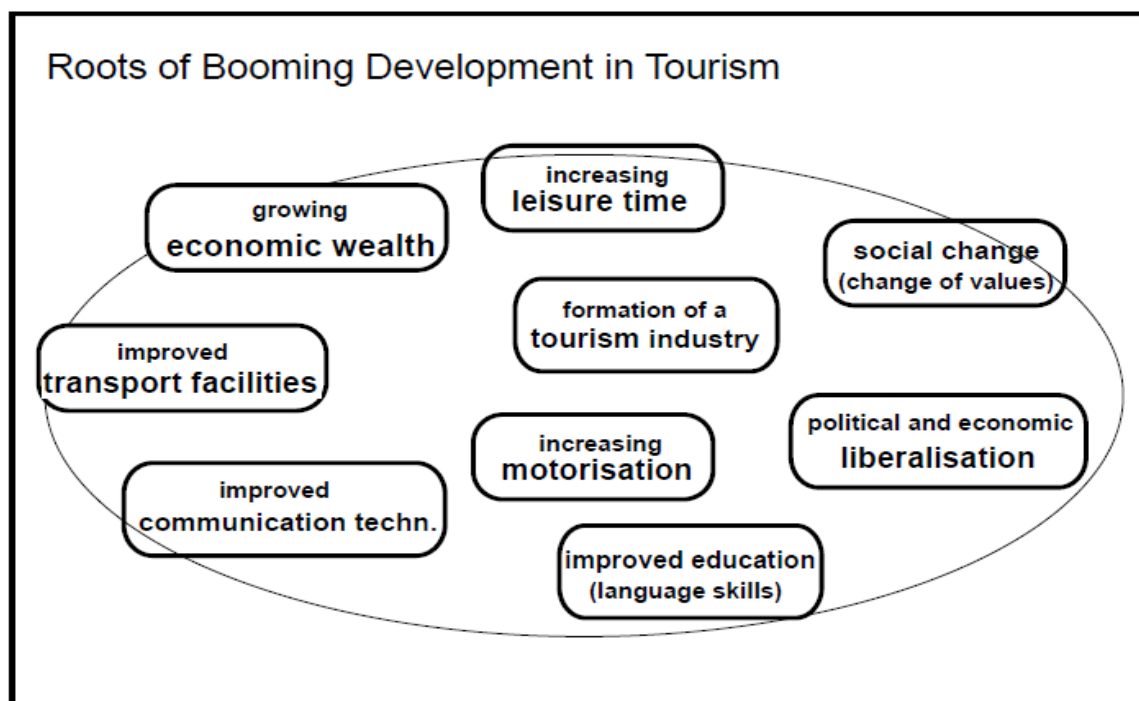 Roots of Booming Development in Tourism
increasing
leisure time
growing
economic wealth
social change
(change of values)
formation of a
tourism industry
improved
transport facilities
political and economic
liberalisation
increasing
motorisation
improved
communication techn.
improved education
(language skills)